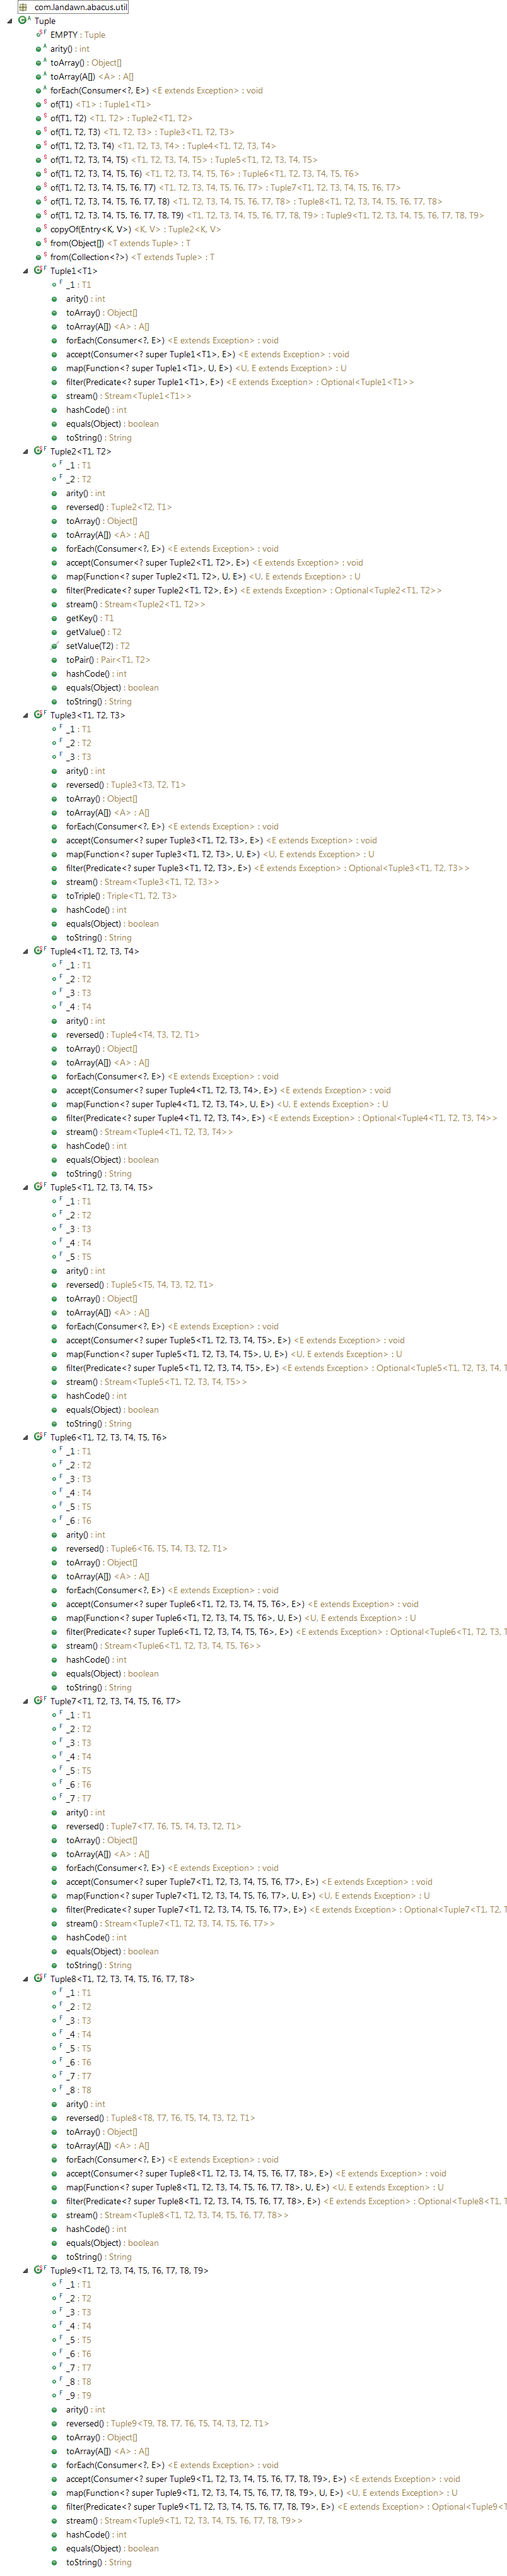 com.landawn.abacus.util
Tuple
EMPTY : Tuple
arity() : int
toArray() : Object[]
toArray(A[]) <A> : A[]
forEach(Consumer<?, E>) <E extends Exception> : void
of(T1) <T1> : Tuple1<T1>
of(T1, T2) <T1, T2> : Tuple2<T1, T2>
of(T1, T2, T3) <T1, T2, T3> : Tuple3<T1, T2, T3>
of(T1, T2, T3, T4) <T1, T2, T3, T4> : Tuple4<T1, T2, T3, T4>
of(T1, T2, T3, T4, T5) <T1, T2, T3, T4, T5> : Tuple5<T1, T2, T3, T4, T5>
of(T1, T2, T3, T4, T5, T6) <T1, T2, T3, T4, T5, T6> : Tuple6<T1, T2, T3, T4, T5, T6>
of(T1, T2, T3, T4, T5, T6, T7) <T1, T2, T3, T4, T5, T6, T7> : Tuple7<T1, T2, T3, T4, T5, T6, T7>
of(T1, T2, T3, T4, T5, T6, T7, T8) <T1, T2, T3, T4, T5, T6, T7, T8> : Tuple8<T1, T2, T3, T4, T5, T6, T7, T8>
of(T1, T2, T3, T4, T5, T6, T7, T8, T9) <T1, T2, T3, T4, T5, T6, T7, T8, T9> : Tuple9<T1, T2, T3, T4, T5, T6, T7, T8, T9>
copyOf(Entry<K, V>) <K, V> : Tuple2<K, V>
from(Object[]) <T extends Tuple> : T
from(Collection<?>) <T extends Tuple> : T
Tuple1<T1>
_1 : T1
arity() : int
toArray() : Object[]
toArray(A[]) <A> : A[]
forEach(Consumer<?, E>) <E extends Exception> : void
accept(Consumer<? super Tuple1<T1>, E>) <E extends Exception> : void
map(Function<? super Tuple1<T1>, U, E>) <U, E extends Exception> : U
filter(Predicate<? super Tuple1<T1>, E>) <E extends Exception> : Optional<Tuple1<T1>>
stream() : Stream<Tuple1<T1>>
hashCode() : int
equals(Object) : boolean
toString() : String
Tuple2<T1, T2>
_1 : T1
_2 : T2
arity() : int
reversed() : Tuple2<T2, T1>
toArray() : Object[]
toArray(A[]) <A> : A[]
forEach(Consumer<?, E>) <E extends Exception> : void
accept(Consumer<? super Tuple2<T1, T2>, E>) <E extends Exception> : void
map(Function<? super Tuple2<T1, T2>, U, E>) <U, E extends Exception> : U
filter(Predicate<? super Tuple2<T1, T2>, E>) <E extends Exception> : Optional<Tuple2<T1, T2>>
stream() : Stream<Tuple2<T1, T2>>
getKey() : T1
getValue() : T2
setValue(T2) : T2
toPair() : Pair<T1, T2>
hashCode() : int
equals(Object) : boolean
toString() : String
Tuple3<T1, T2, T3>
_1 : T1
_2 : T2
_3 : T3
arity() : int
reversed() : Tuple3<T3, T2, T1>
toArray() : Object[]
toArray(A[]) <A> : A[]
forEach(Consumer<?, E>) <E extends Exception> : void
accept(Consumer<? super Tuple3<T1, T2, T3>, E>) <E extends Exception> : void
map(Function<? super Tuple3<T1, T2, T3>, U, E>) <U, E extends Exception> : U
filter(Predicate<? super Tuple3<T1, T2, T3>, E>) <E extends Exception> : Optional<Tuple3<T1, T2, T3>>
stream() : Stream<Tuple3<T1, T2, T3>>
toTriple() : Triple<T1, T2, T3>
hashCode() : int
equals(Object) : boolean
toString() : String
Tuple4<T1, T2, T3, T4>
_1 : T1
_2 : T2
_3 : T3
_4 : T4
arity() : int
reversed() : Tuple4<T4, T3, T2, T1>
toArray() : Object[]
toArray(A[]) <A> : A[]
forEach(Consumer<?, E>) <E extends Exception> : void
accept(Consumer<? super Tuple4<T1, T2, T3, T4>, E>) <E extends Exception> : void
map(Function<? super Tuple4<T1, T2, T3, T4>, U, E>) <U, E extends Exception> : U
filter(Predicate<? super Tuple4<T1, T2, T3, T4>, E>) <E extends Exception> : Optional<Tuple4<T1, T2, T3, T4>>
stream() : Stream<Tuple4<T1, T2, T3, T4>>
hashCode() : int
equals(Object) : boolean
toString() : String
Tuple5<T1, T2, T3, T4, T5>
_1 : T1
_2 : T2
_3 : T3
_4 : T4
_5 : T5
arity() : int
reversed() : Tuple5<T5, T4, T3, T2, T1>
toArray() : Object[]
toArray(A[]) <A> : A[]
forEach(Consumer<?, E>) <E extends Exception> : void
accept(Consumer<? super Tuple5<T1, T2, T3, T4, T5>, E>) <E extends Exception> : void
map(Function<? super Tuple5<T1, T2, T3, T4, T5>, U, E>) <U, E extends Exception> : U
filter(Predicate<? super Tuple5<T1, T2, T3, T4, T5>, E>) <E extends Exception> : Optional<Tuple5<T1, T2, T3, T4, T
stream() : Stream<Tuple5<T1, T2, T3, T4, T5>>
hashCode() : int
equals(Object) : boolean
toString() : String
Tuple6<T1, T2, T3, T4, T5, T6>
_1 : T1
_2 : T2
_3 : T3
_4 : T4
_5 : T5
_6 : T6
arity() : int
reversed() : Tuple6<T6, T5, T4, T3, T2, T1>
toArray() : Object[]
toArray(A[]) <A> : A[]
forEach(Consumer<?, E>) <E extends Exception> : void
accept(Consumer<? super Tuple6<T1, T2, T3, T4, T5, T6>, E>) <E extends Exception> : void
map(Function<? super Tuple6<T1, T2, T3, T4, T5, T6>, U, E>) <U, E extends Exception> : U
filter(Predicate<? super Tuple6<T1, T2, T3, T4, T5, T6>, E>) <E extends Exception> : Optional<Tuple6<T1, T2, T3, T
stream() : Stream<Tuple6<T1, T2, T3, T4, T5, T6>>
hashCode() : int
equals(Object) : boolean
toString() : String
Tuple7<T1, T2, T3, T4, T5, T6, T7>
_1 : T1
_2 : T2
_3 : T3
_4 : T4
_5 : T5
_6 : T6
_7 : T7
arity() : int
reversed() : Tuple7<T7, T6, T5, T4, T3, T2, T1>
toArray() : Object[]
toArray(A[]) <A> : A[]
forEach(Consumer<?, E>) <E extends Exception> : void
accept(Consumer<? super Tuple7<T1, T2, T3, T4, T5, T6, T7>, E>) <E extends Exception> : void
map(Function<? super Tuple7<T1, T2, T3, T4, T5, T6, T7>, U, E>) <U, E extends Exception> : U
filter(Predicate<? super Tuple7<T1, T2, T3, T4, T5, T6, T7>, E>) <E extends Exception> : Optional<Tuple7<T1, T2, T
stream() : Stream<Tuple7<T1, T2, T3, T4, T5, T6, T7>>
hashCode() : int
equals(Object) : boolean
toString() : String
Tuple8<T1, T2, T3, T4, T5, T6, T7, T8>
_1 : T1
_2 : T2
_3 : T3
_4 : T4
_5 : T5
_6 : T6
_7 : T7
_8 : T8
arity() : int
reversed() : Tuple8<T8, T7, T6, T5, T4, T3, T2, T1>
toArray() : Object[]
toArray(A[]) <A> : A[]
forEach(Consumer<?, E>) <E extends Exception> : void
accept(Consumer<? super Tuple8<T1, T2, T3, T4, T5, T6, T7, T8>, E>) <E extends Exception> : void
map(Function<? super Tuple8<T1, T2, T3, T4, T5, T6, T7, T8>, U, E>) <U, E extends Exception> : U
filter(Predicate<? super Tuple8<T1, T2, T3, T4, T5, T6, T7, T8>, E>) <E extends Exception> : Optional<Tuple8<T1, T
stream() : Stream<Tuple8<T1, T2, T3, T4, T5, T6, T7, T8>>
hashCode() : int
equals(Object) : boolean
toString() : String
Tuple9<T1, T2, T3, T4, T5, T6, T7, T8, T9>
_1 : T1
_2 : T2
_3 : T3
_4 : T4
_5 : T5
_6 : T6
_7 : T7
_8 : T8
_9 : T9
arity() : int
reversed() : Tuple9<T9, T8, T7, T6, T5, T4, T3, T2, T1>
toArray() : Object[]
toArray(A[]) <A> : A[]
forEach(Consumer<?, E>) <E extends Exception> : void
accept(Consumer<? super Tuple9<T1, T2, T3, T4, T5, T6, T7, T8, T9>, E>) <E extends Exception> : void
map(Function<? super Tuple9<T1, T2, T3, T4, T5, T6, T7, T8, T9>, U, E>) <U, E extends Exception> : U
filter(Predicate<? super Tuple9<T1, T2, T3, T4, T5, T6, T7, T8, T9>, E>) <E extends Exception> : Optional<Tuple9<T
stream() : Stream<Tuple9<T1, T2, T3, T4, T5, T6, T7, T8, T9>>
hashCode() : int
equals(Object) : boolean
toString() : String